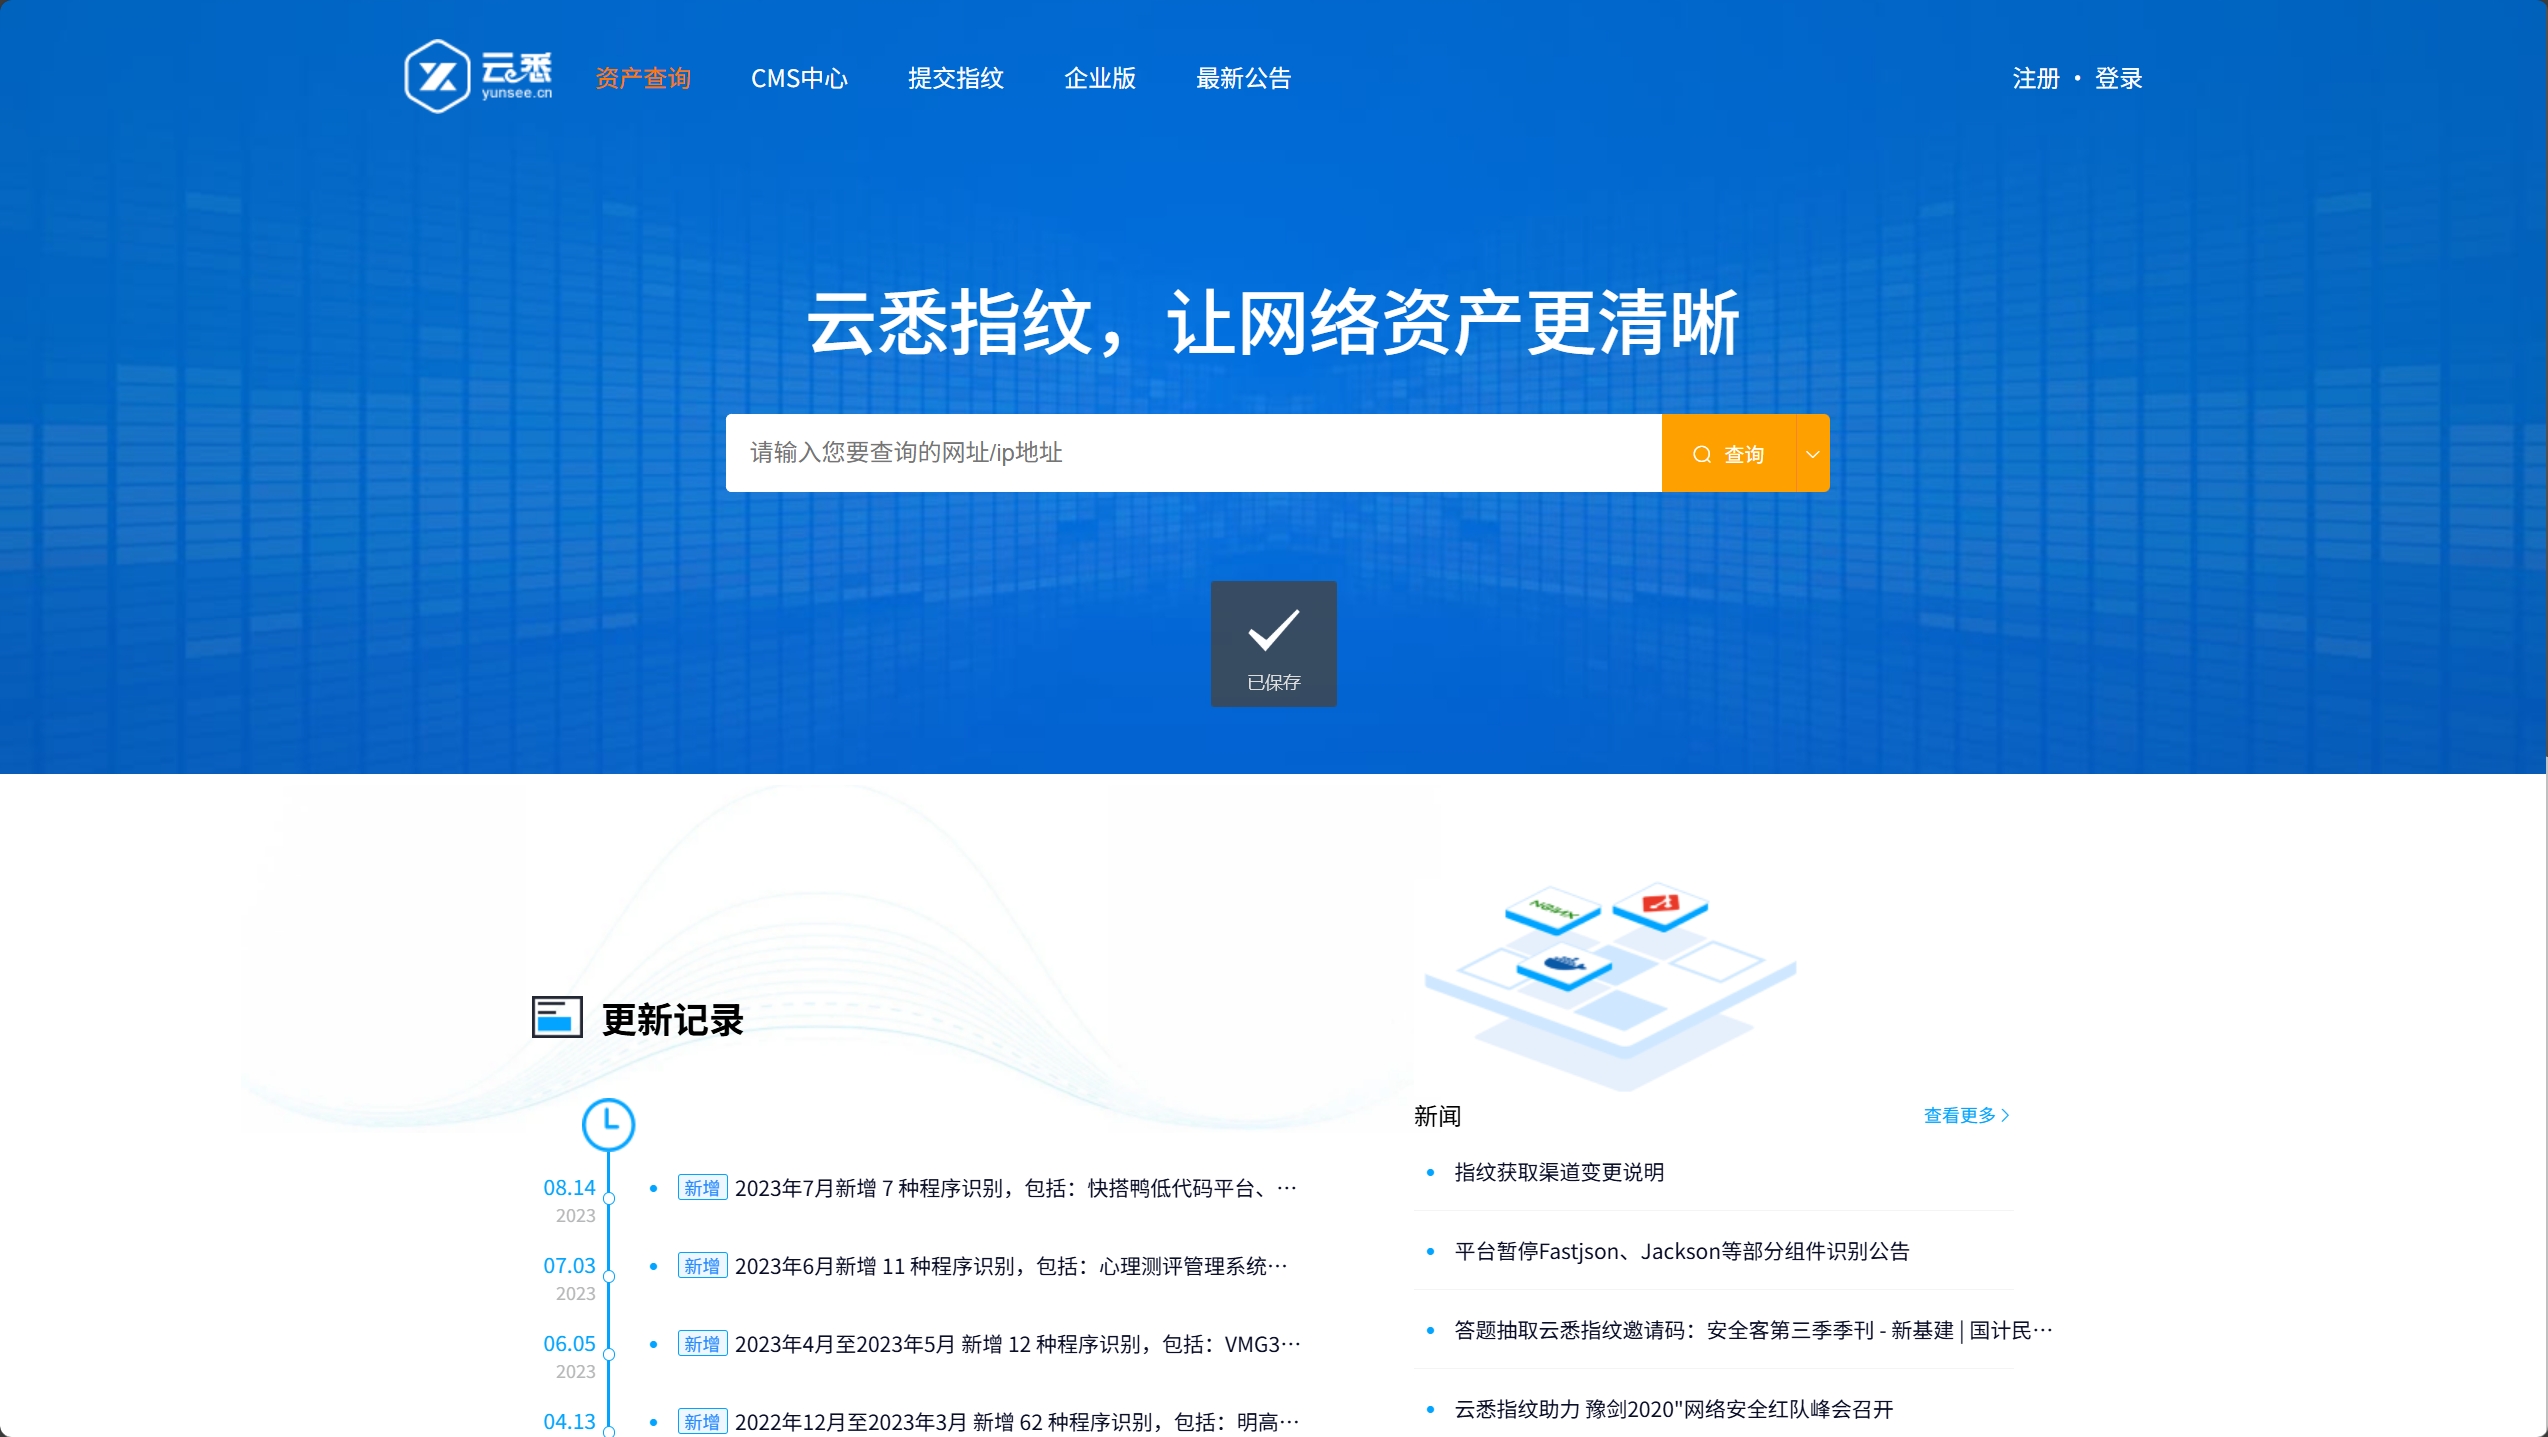 云悉
yunsee.cn
资产查询
CMS中心
提交指纹
企业版
最新公告
注册 · 登录
云悉指纹，让网络资产更清晰
请输入您要查询的网址/ip地址
查询
已保存
NGINX
更新记录
08.14
2023
新增 2023年7月新增 7 种程序识别，包括：快搭鸭低代码平台、…
07.03
2023
新增 2023年6月新增 11 种程序识别，包括：心理测评管理系统…
06.05
2023
新增 2023年4月至2023年5月 新增 12 种程序识别，包括：VMG3…
04.13
新增 2022年12月至2023年3月 新增 62 种程序识别，包括：明高…
新闻
查看更多
指纹获取渠道变更说明
平台暂停Fastjson、Jackson等部分组件识别公告
答题抽取云悉指纹邀请码：安全客第三季季刊 - 新基建 | 国计民…
云悉指纹助力 豫剑2020"网络安全红队峰会召开